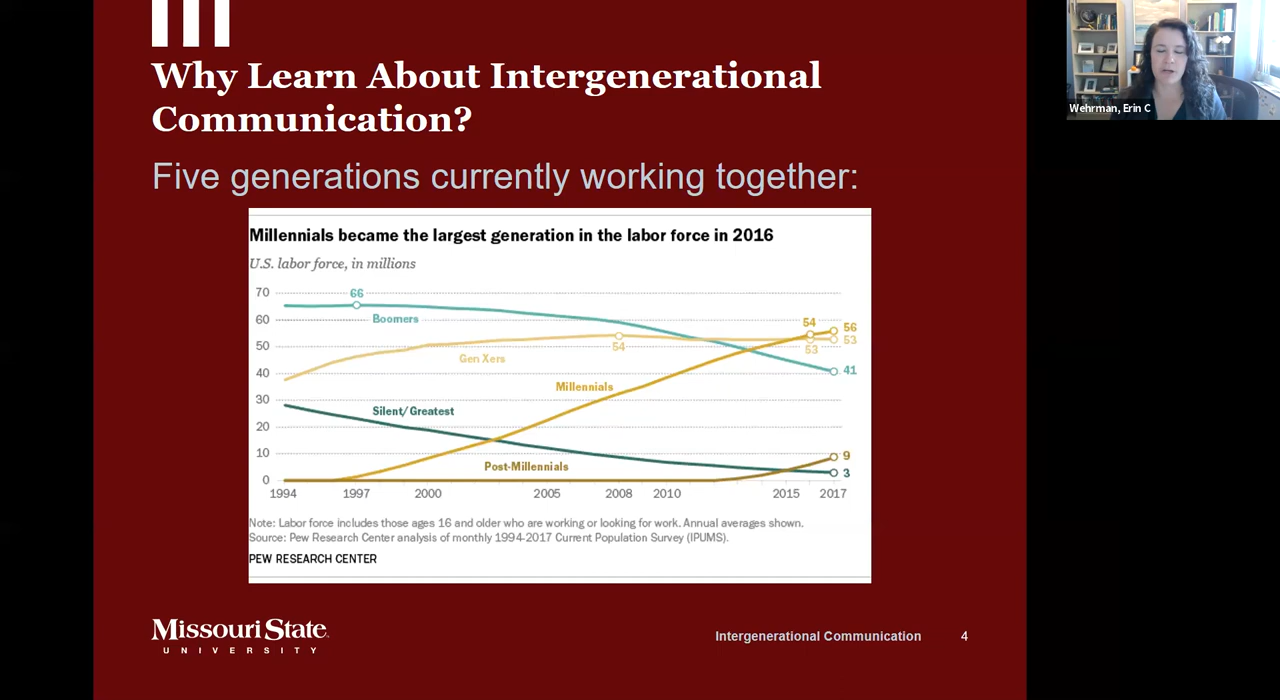 Why Learn About Intergenerational
Communication?
Five generations currently working together:
Millennials became the largest generation in the labor force in 2016
U.S. labor force, in millions
70
60
50
40
30
20
10
0
66
Boomers
54
Gen Xers
Millennials
Silent/Greatest
Post-Millennials
54
56
53
53
41
9
3
1994
1997
2000
2005
2008
2010
2015
2017
Note: Labor force includes those ages 16 and older who are working or looking for work. Annual averages shown.
Source: Pew Research Center analysis of monthly 1994-2017 Current Population Survey (IPUMS).
PEW RESEARCH CENTER
Missouri State
UNIVERSITY
Intergenerational Communication
4
Wehrman, Erin C